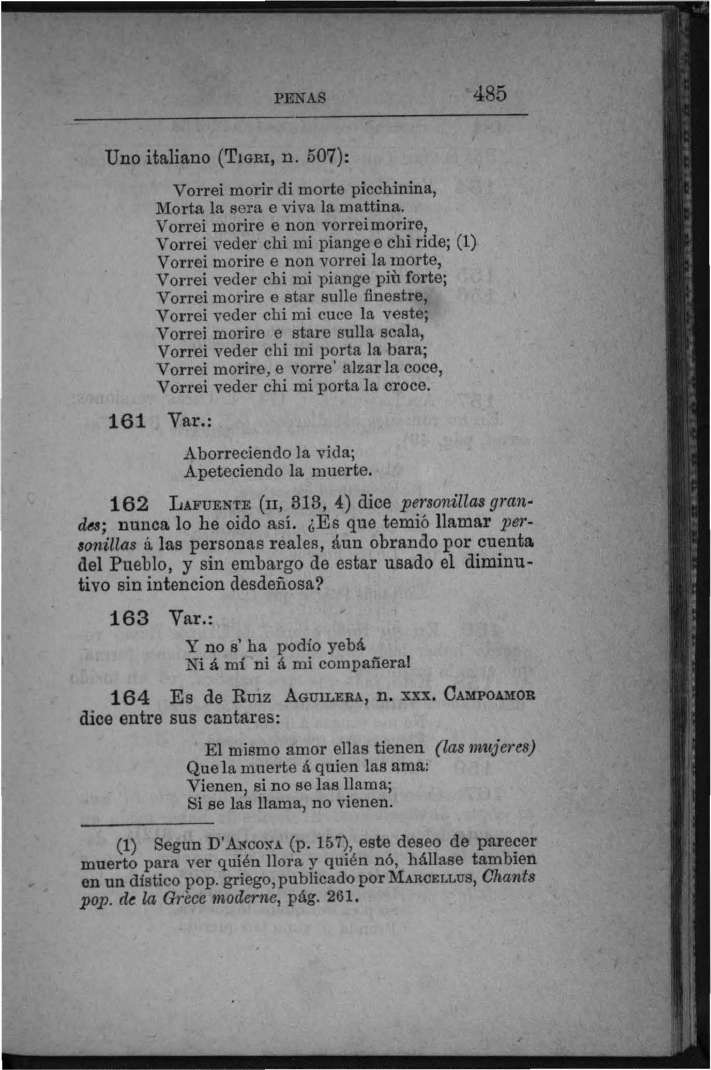 PENAS 485
Uno italiano (TIGRI, n. 507):
Vorrei morir di morte picchinina,
Morta la sera e viva la mattina.
Vorrei morire e non vorrei morire,
Vorrei veder chi mi piange e chi ride; (1)
Vorrei morire e non vorrei la morte,
Vorrei veder chi mi piange più forte;
Vorrei morire e star sulle finestre,
Vorrei veder chi mi cuce la veste;
Vorrei morire e stare sulla scala,
Vorrei veder chi mi porta la bara;
Vorrei morire, e vorre' alzar la coce,
Vorrei veder chi mi porta la croce.
161 Var.:
Aborreciendo la vida;
Apeteciendo la muerte.
162 LAFUENTE (II, 313, 4) dice personillas gran-
des; nunca lo he oido así. ¿Es que temió llamar per-
sonillas á las personas reales, áun obrando por cuenta
del Pueblo, y sin embargo de estar usado el diminu-
tivo sin intencion desdeñosa?
163 Var.:
Y no s' ha podío yebá
Ni á mí ni á mi compañera!
164 Es de RUIZ AGUILERA, n. XXX. CAMPOAMOR
dice entre sus cantares:
El mismo amor ellas tienen (las mujeres)
Que la muerte á quien las ama:
Vienen, si no se las llama;
Si se las llama, no vienen.
(1) Segun D'ANCONA (p. 157), este deseo de parecer
muerto para ver quién llora y quién nó, hállase tambien
en un dístico pop. griego, publicado por MARCELLUS, Chants
pop. de la Grèce moderne, pág. 261.